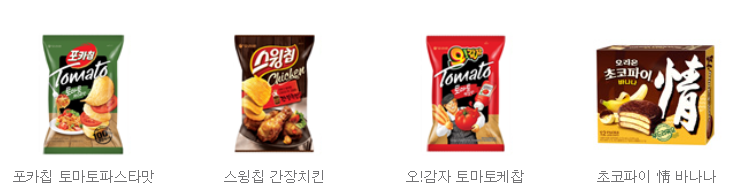 포카칩
Tomato
스윙칩
Chicken
오!감자
Tomato
오리온
초코파이
바나나
情
포카칩 토마토파스타맛
스윙칩 간장치킨
오!감자 토마토케찹
초코파이 情 바나나